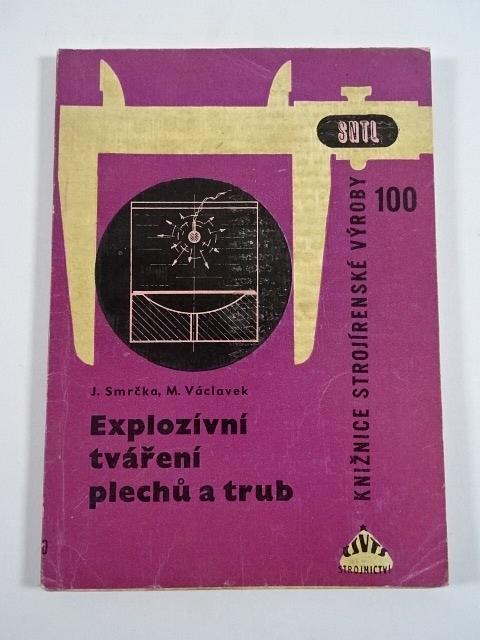 SNTL
100
KNIŽNICE STROJÍRENSKÉ VÝROBY
J. Smrčka, M. Václavek
Explozívní
tváření
plechů a trub
ČSVTS
STROJNICTVÍ